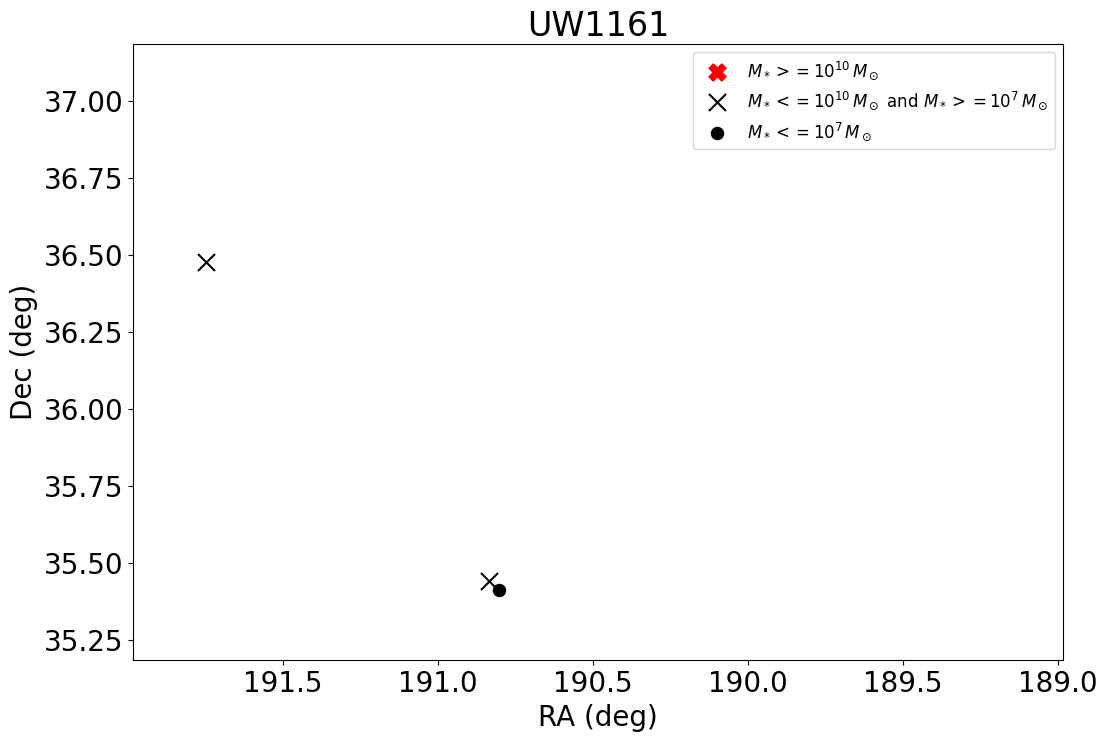 UW1161
M* >= 10^10 M⊙
M* <= 10^10 M⊙ and M* >= 10^7 M⊙
M* <= 10^7 M⊙
37.00
36.75
36.50
36.25
36.00
35.75
35.50
35.25
Dec (deg)
191.5 191.0 190.5 190.0 189.5 189.0
RA (deg)